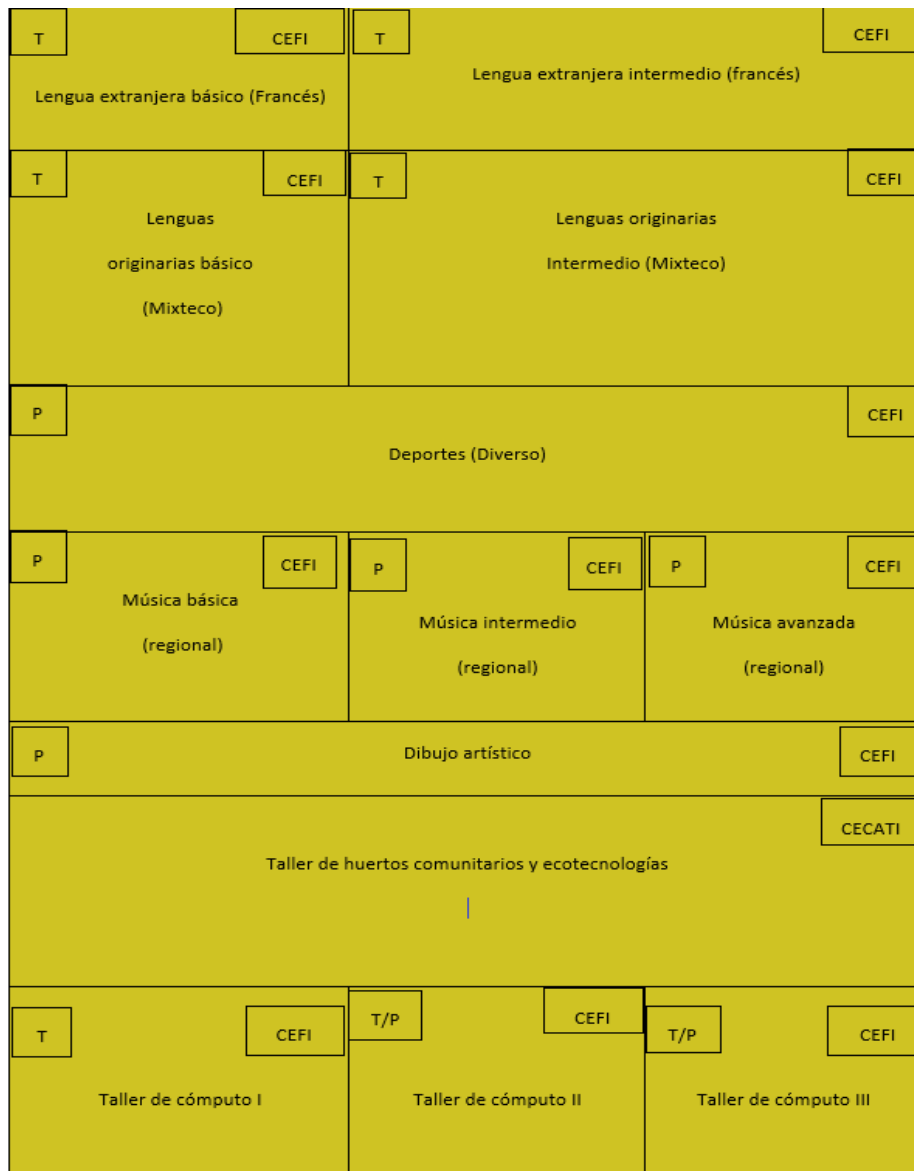 T CEFI
Lengua extranjera básico (Francés)
T CEFI
Lengua extranjera intermedio (francés)
T CEFI
Lenguas
originarias básico
(Mixteco)
T CEFI
Lenguas originarias
Intermedio (Mixteco)
P CEFI
Deportes (Diverso)
P CEFI
Música básica
(regional)
P CEFI
Música intermedio
(regional)
P CEFI
Música avanzada
(regional)
P Dibujo artístico CEFI
CECATI
Taller de huertos comunitarios y ecotecnologías
T CEFI
Taller de cómputo I
T/P CEFI
Taller de cómputo II
T/P CEFI
Taller de cómputo III